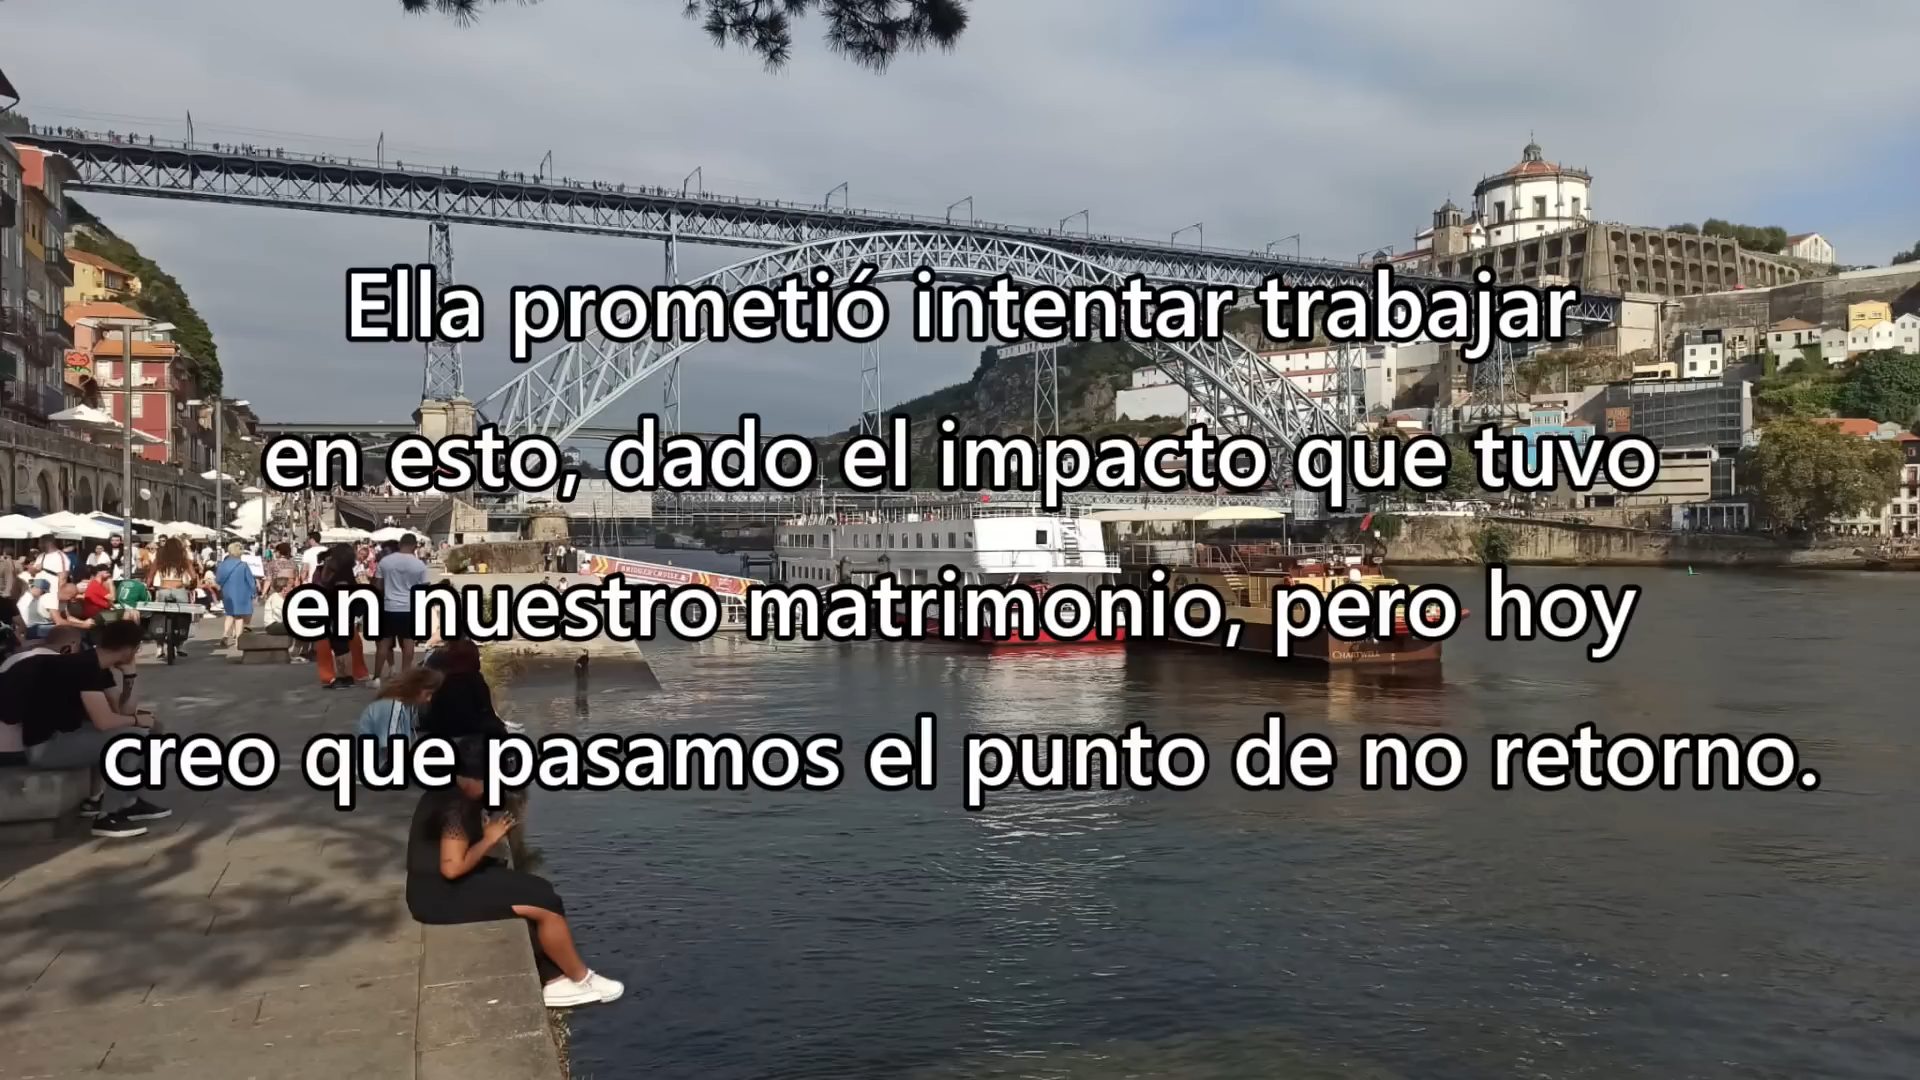 Ella prometió intentar trabajar
en esto, dado el impacto que tuvo
en nuestro matrimonio, pero hoy
creo que pasamos el punto de no retorno.
CHARTWELL